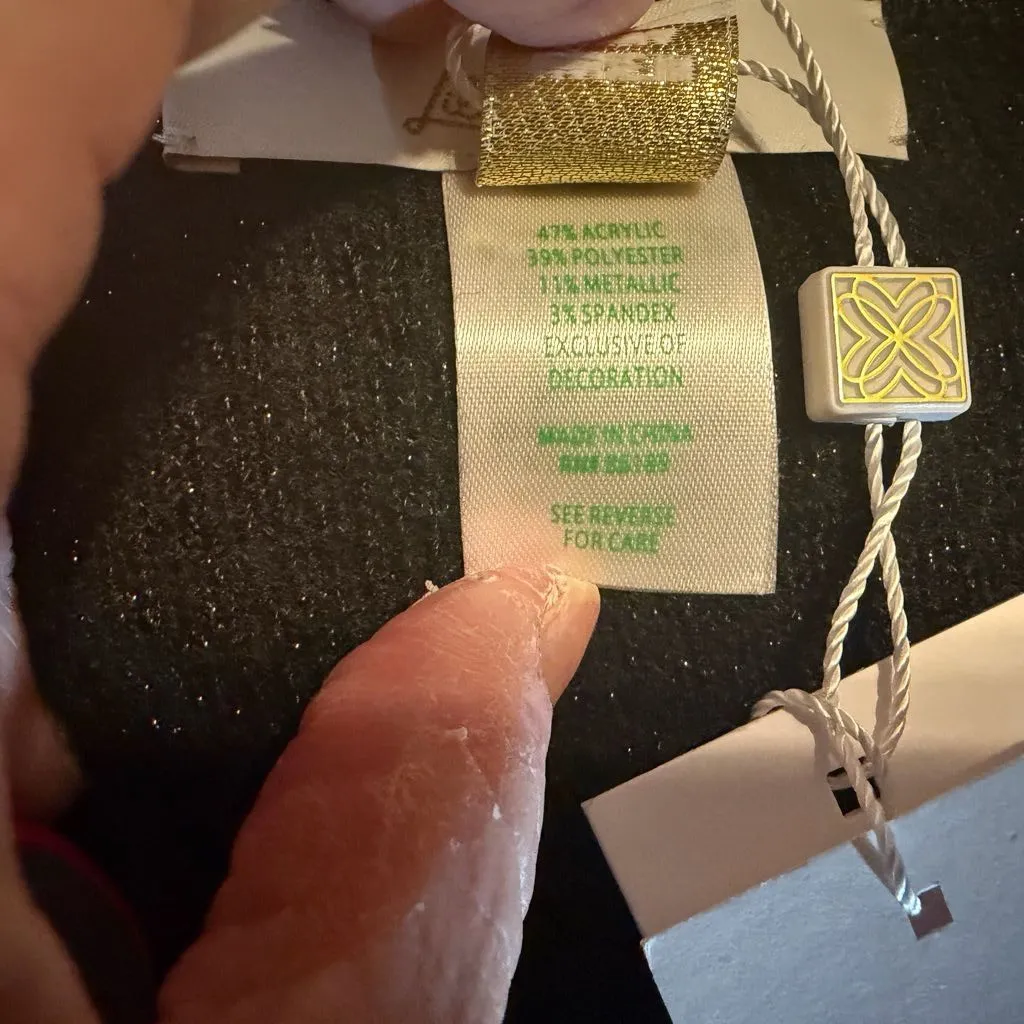 47% ACRYLIC
39% POLYESTER
11% METALLIC
3% SPANDEX
EXCLUSIVE OF
DECORATION
MADE IN CHINA
SEE REVERSE
FOR CARE